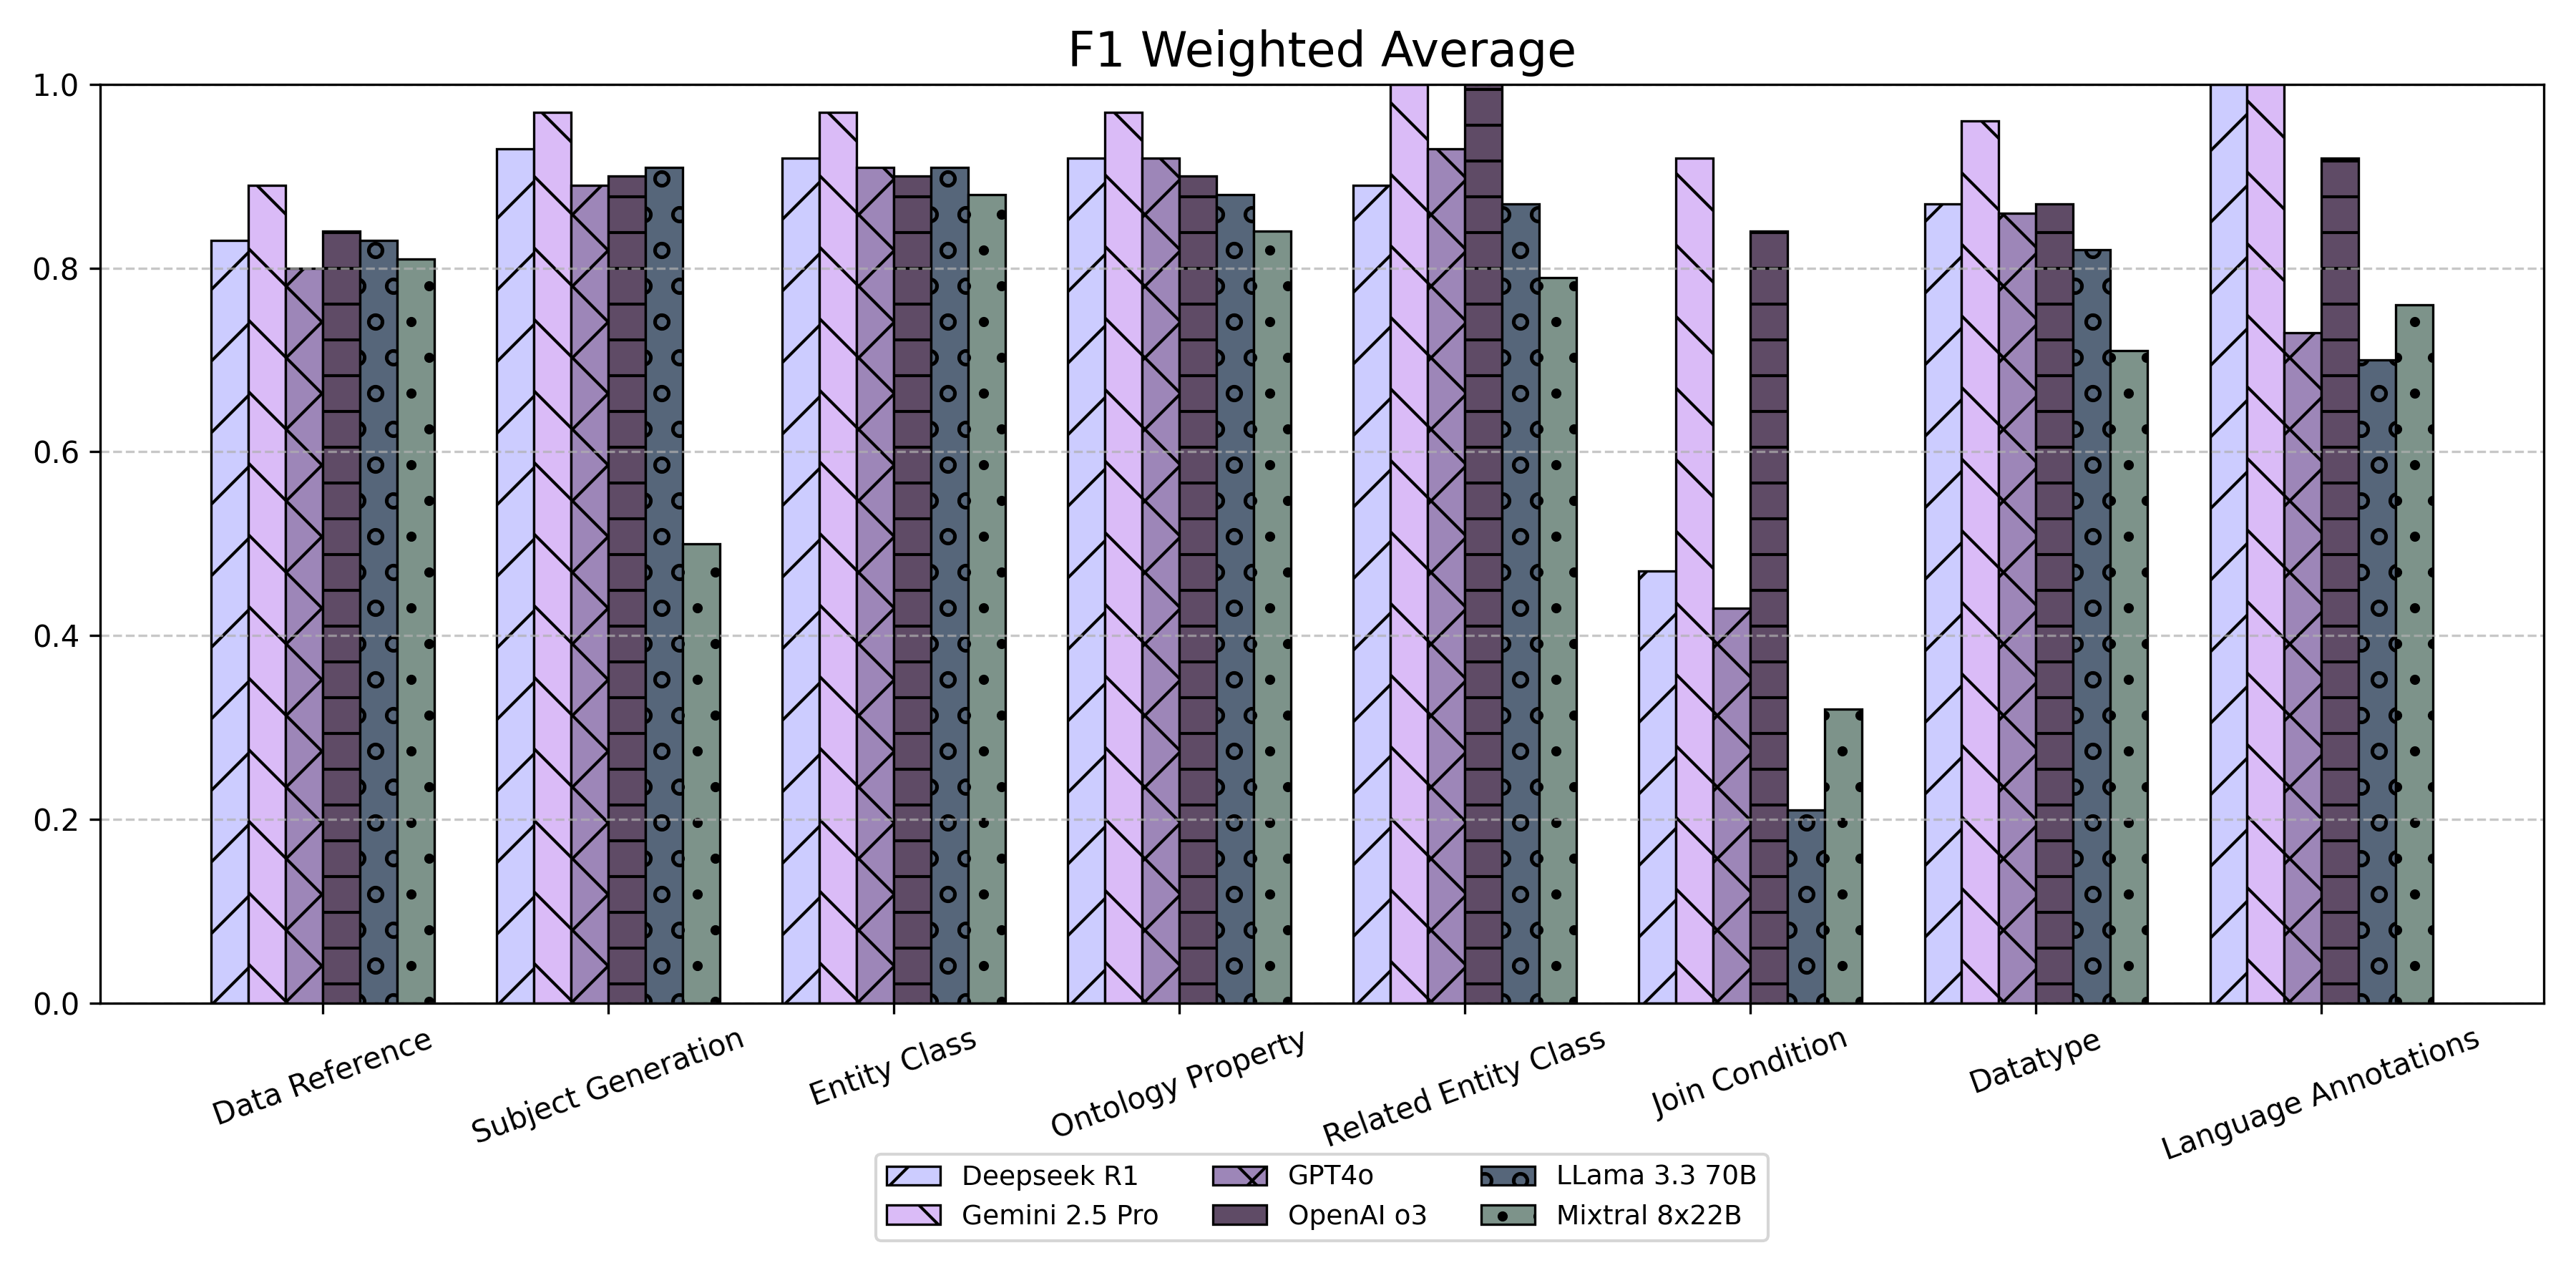 F1 Weighted Average
1.0
0.8
0.6
0.4
0.2
0.0
Data Reference
Subject Generation
Entity Class
Ontology Property
Related Entity Class
Join Condition
Datatype
Language Annotations
Deepseek R1
GPT4o
LLama 3.3 70B
Gemini 2.5 Pro
OpenAI o3
Mixtral 8x22B